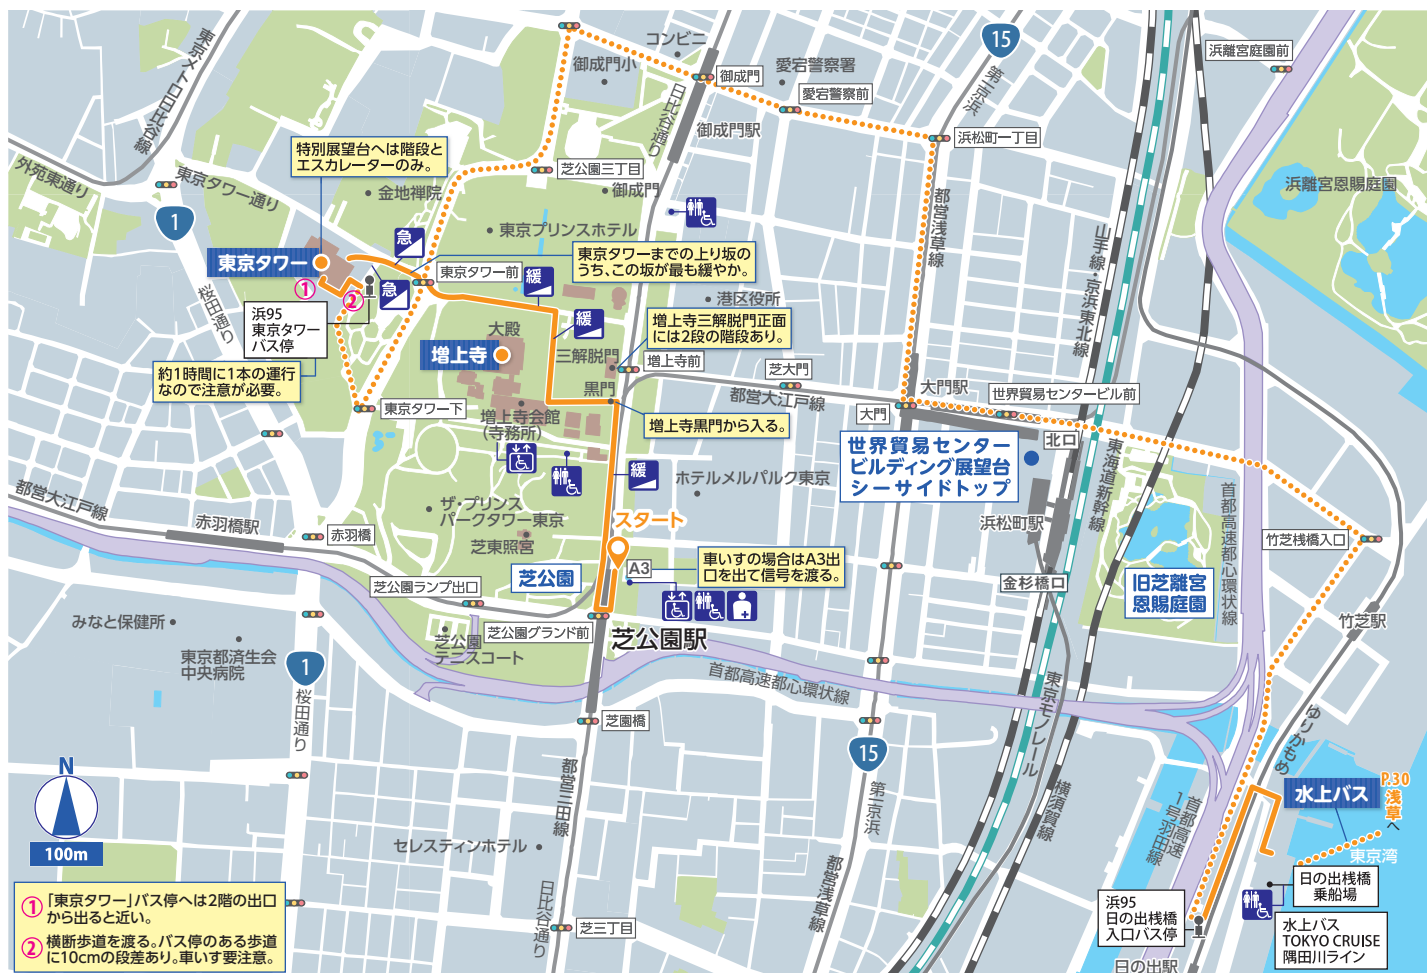 コンビニ
15
浜離宮庭園前
東京メトロ日比谷線
御成門小
御成門
愛宕警察署
第一京浜
愛宕警察前
日比谷通り
御成門駅
浜松町一丁目
特別展望台へは階段と
エスカレーターのみ。
外苑東通り
東京タワー通り
芝公園三丁目
金地禅院
御成門
浜離宮恩賜庭園
都営浅草線
1
東京プリンスホテル
山手線・京浜東北線
急
東京タワー
東京タワーまでの上り坂の
うち、この坂が最も緩やか。
東京タワー前
緩
①
②
急
桜田通り
浜95
東京タワー
バス停
港区役所
緩
増上寺三解脱門正面
には2段の階段あり。
大殿
増上寺
三解脱門
増上寺前
芝大門
約1時間に1本の運行
なので注意が必要。
黒門
都営大江戸線
大門駅
世界貿易センタービル前
東京タワー下
大門
増上寺会館
(寺務所)
増上寺黒門から入る。
世界貿易センター
ビルディング展望台
シーサイドトップ
北口
東海道新幹線
緩
ホテルメルパルク東京
首都高速都心環状線
都営大江戸線
赤羽橋駅
赤羽橋
ザ・プリンス
パークタワー東京
スタート
浜松町駅
竹芝桟橋入口
芝東照宮
芝公園
A3
車いすの場合はA3出
口を出て信号を渡る。
金杉橋口
旧芝離宮
恩賜庭園
芝公園ランプ出口
みなと保健所
芝公園グランド前
芝公園駅
竹芝駅
東京都済生会
中央病院
芝公園
テニスコート
1
桜田通り
首都高速都心環状線
東京モノレール
芝園橋
ゆりかもめ
15
N
100m
都営三田線
第一京浜
横須賀線
首都高速
1号羽田線
水上バス
P.30
浅草へ
セレスティンホテル
東京湾
都営浅草線
日の出桟橋
乗船場
日比谷通り
芝三丁目
浜95
日の出桟橋
入口バス停
水上バス
TOKYO CRUISE
隅田川ライン
日の出駅
①「東京タワー」バス停へは2階の出口
から出ると近い。
②横断歩道を渡る。バス停のある歩道
に10cmの段差あり。車いす要注意。